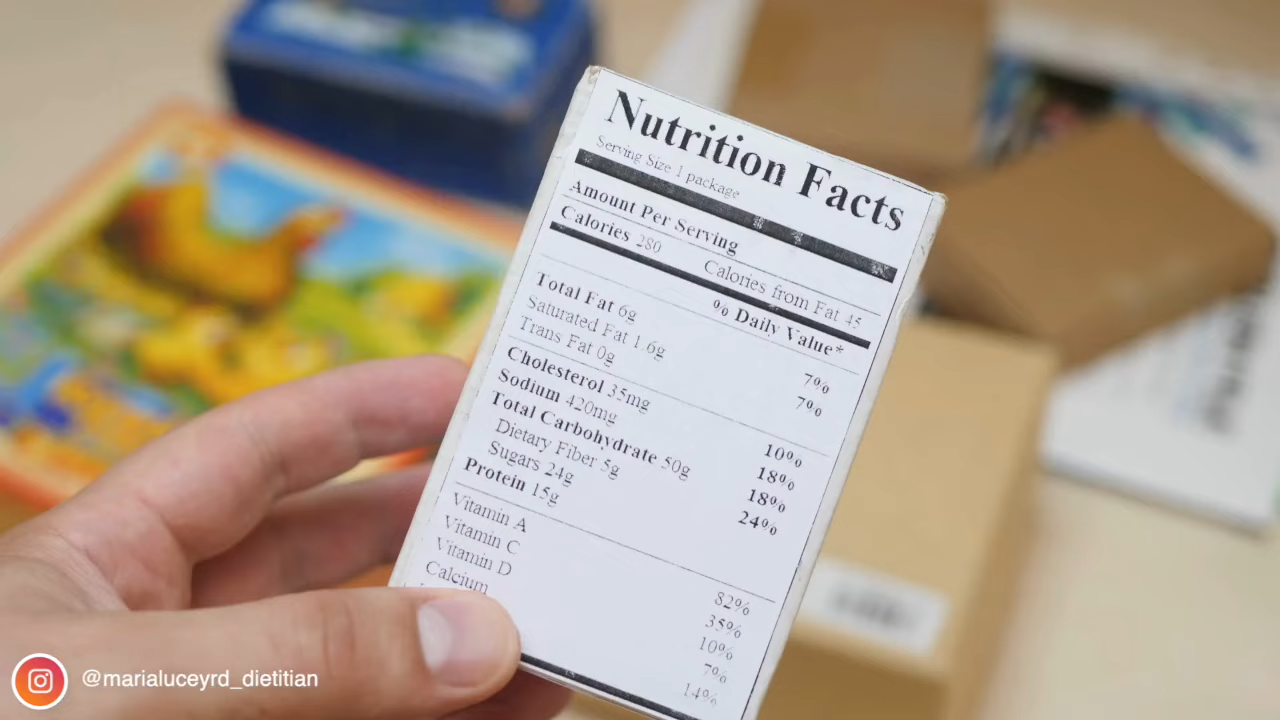 Nutrition Facts
Serving Size 1 package
Amount Per Serving
Calories 280 Calories from Fat 45
% Daily Value*
Total Fat 6g 7%
Saturated Fat 1.6g 7%
Trans Fat 0g
Cholesterol 35mg 10%
Sodium 420mg 18%
Total Carbohydrate 50g 18%
Dietary Fiber 5g 24%
Sugars 24g
Protein 15g
Vitamin A 82%
Vitamin C 35%
Vitamin D 10%
Calcium 7%
14%
@marialuceyrd_dietitian